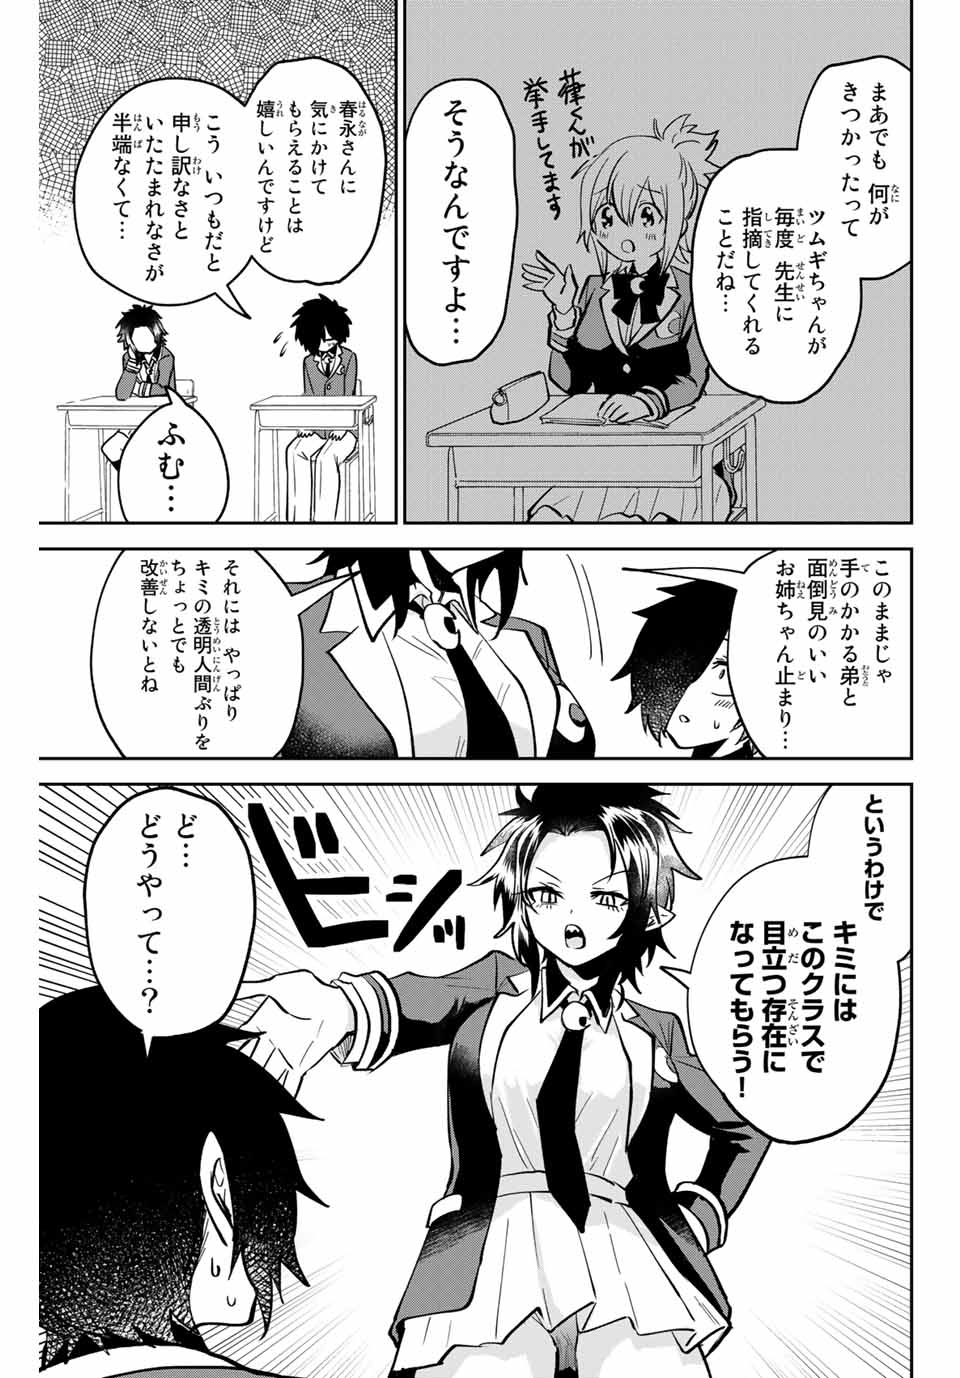 まあでも 何が
きつかったって
ツムギちゃんが
毎度 先生に
指摘してくれる
ことだね…
葎くんが
挙手してます
そうなんですよ…
春永さんに
気にかけて
もらえることは
嬉しいんですけど
こう いつもだと
申し訳なさと
いたたまれなさが
半端なくて…
ふむ…
このままじゃ
手のかかる弟と
面倒見のいい
お姉ちゃん止まり…
それには やっぱり
キミの透明人間ぶりを
ちょっとでも
改善しないとね
というわけで
キミには
このクラスで
目立つ存在に
なってもらう！
ビシッ
ど…
どうやって…？